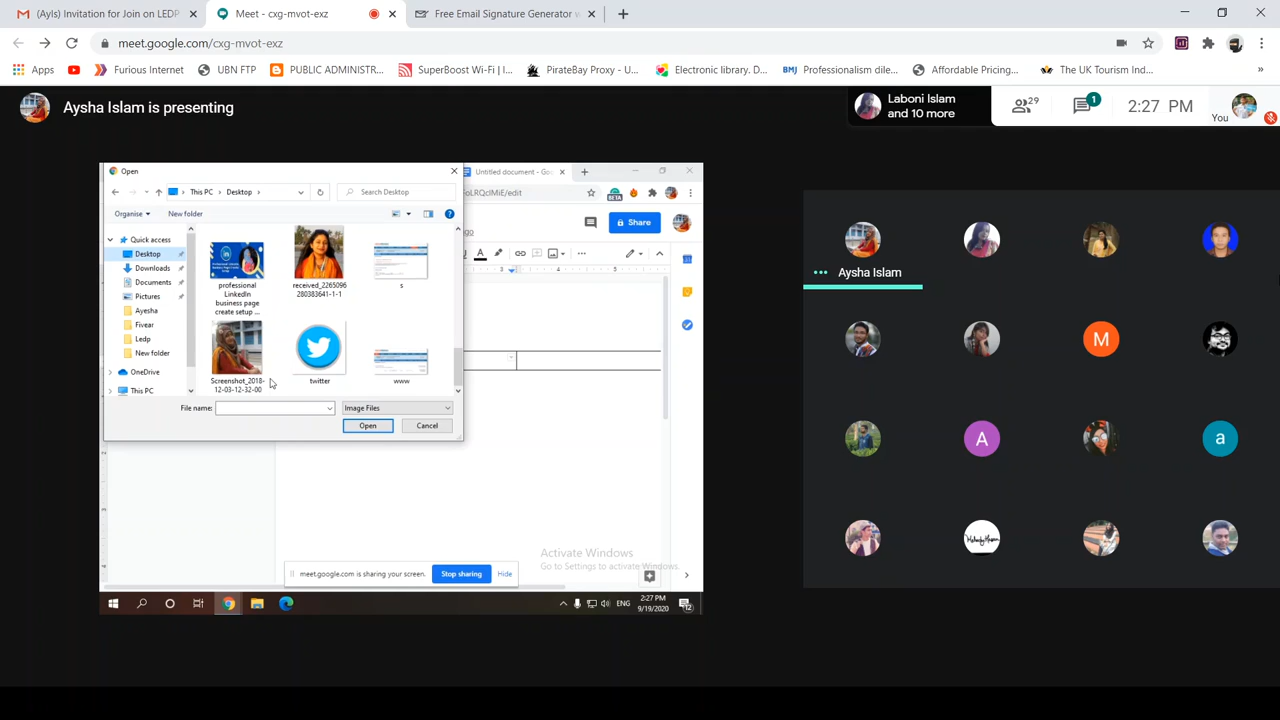 (Ayls) Invitation for Join on LEDP
Meet - cxg-mvot-exz
Free Email Signature Generator w
meet.google.com/cxg-mvot-exz
Apps
Furious Internet
UBN FTP
PUBLIC ADMINISTR...
SuperBoost Wi-Fi | I...
PirateBay Proxy - U...
Electronic library. D...
BMJ
Professionalism dile...
Affordable Pricing...
The UK Tourism Ind...
»
Aysha Islam is presenting
Laboni Islam
and 10 more
29
1
2:27 PM
You
Open
Untitled document - Go
This PC
Desktop
Search Desktop
oLRQclMiE/edit
BETA
Organise
New folder
Share
Quick access
Desktop
Downloads
Documents
Pictures
Ayesha
Fivear
Ledp
New folder
OneDrive
This PC
professional
LinkedIn
business page
create setup ...
received_2265096
280383641-1-1
s
Screenshot_2018-
12-03-12-32-00
twitter
www
File name:
Image Files
Open
Cancel
Aysha Islam
M
A
a
Activate Windows
Go to Settings to activate Windows.
meet.google.com is sharing your screen.
Stop sharing
Hide
ENG
2:27 PM
9/19/2020